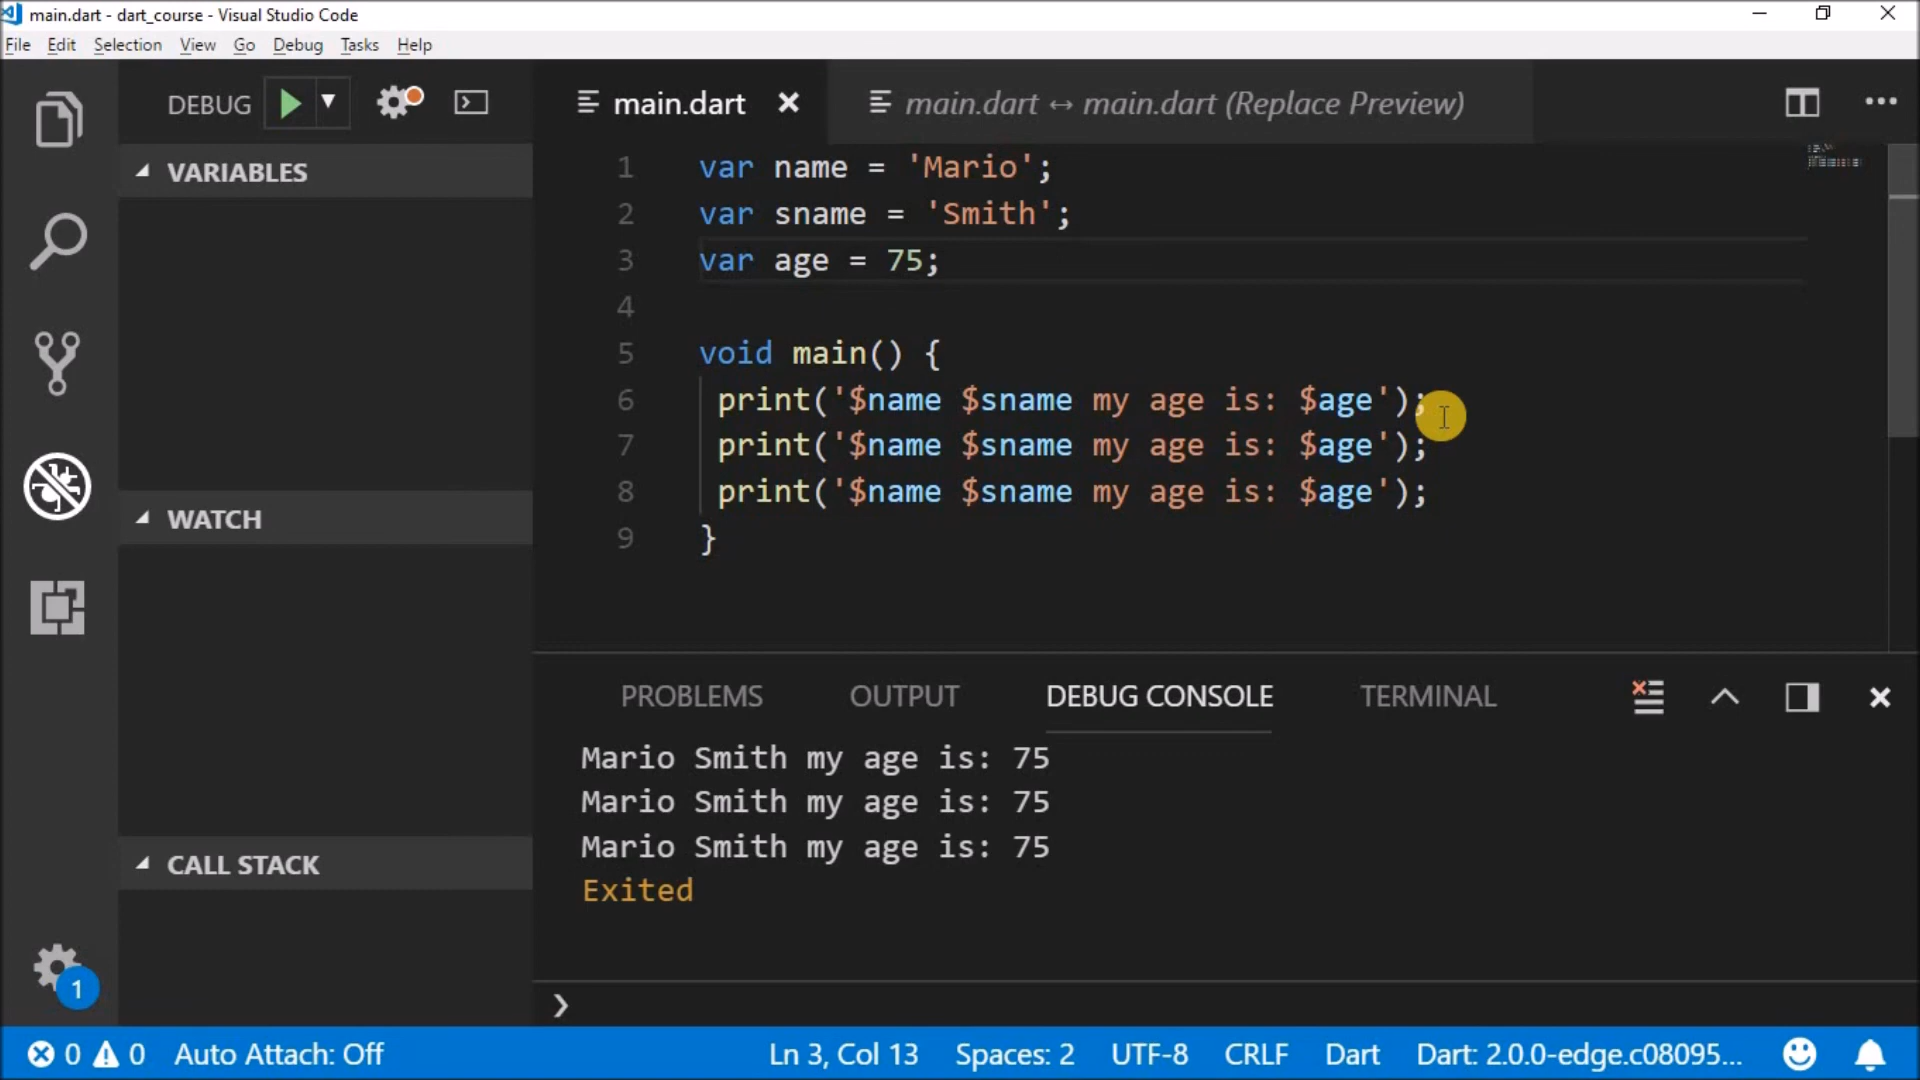 main.dart - dart_course - Visual Studio Code
File Edit Selection View Go Debug Tasks Help
DEBUG
main.dart
main.dart ↔ main.dart (Replace Preview)
VARIABLES
WATCH
CALL STACK
1 var name = 'Mario';
2 var sname = 'Smith';
3 var age = 75;
4
5 void main() {
6 print('$name $sname my age is: $age');
7 print('$name $sname my age is: $age');
8 print('$name $sname my age is: $age');
9 }
PROBLEMS OUTPUT DEBUG CONSOLE TERMINAL
Mario Smith my age is: 75
Mario Smith my age is: 75
Mario Smith my age is: 75
Exited
1
0 0 Auto Attach: Off Ln 3, Col 13 Spaces: 2 UTF-8 CRLF Dart Dart: 2.0.0-edge.c08095...